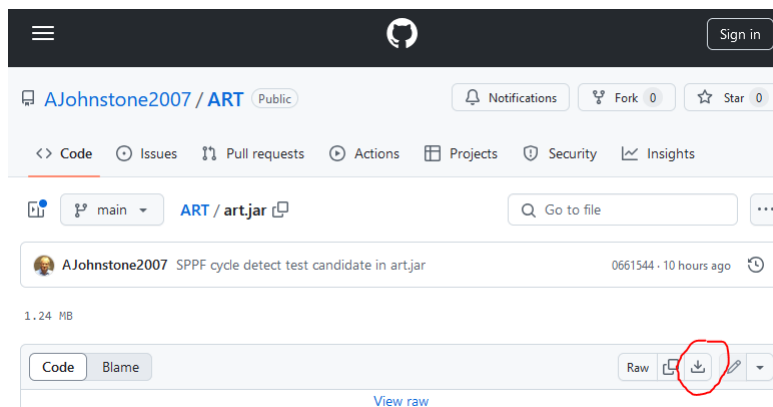 Sign in
AJohnstone2007 / ART Public Notifications Fork 0 Star 0
<> Code Issues Pull requests Actions Projects Security Insights
main ART / art.jar Go to file
AJohnstone2007 SPPF cycle detect test candidate in art.jar 0661544 · 10 hours ago
1.24 MB
Code Blame Raw
View raw